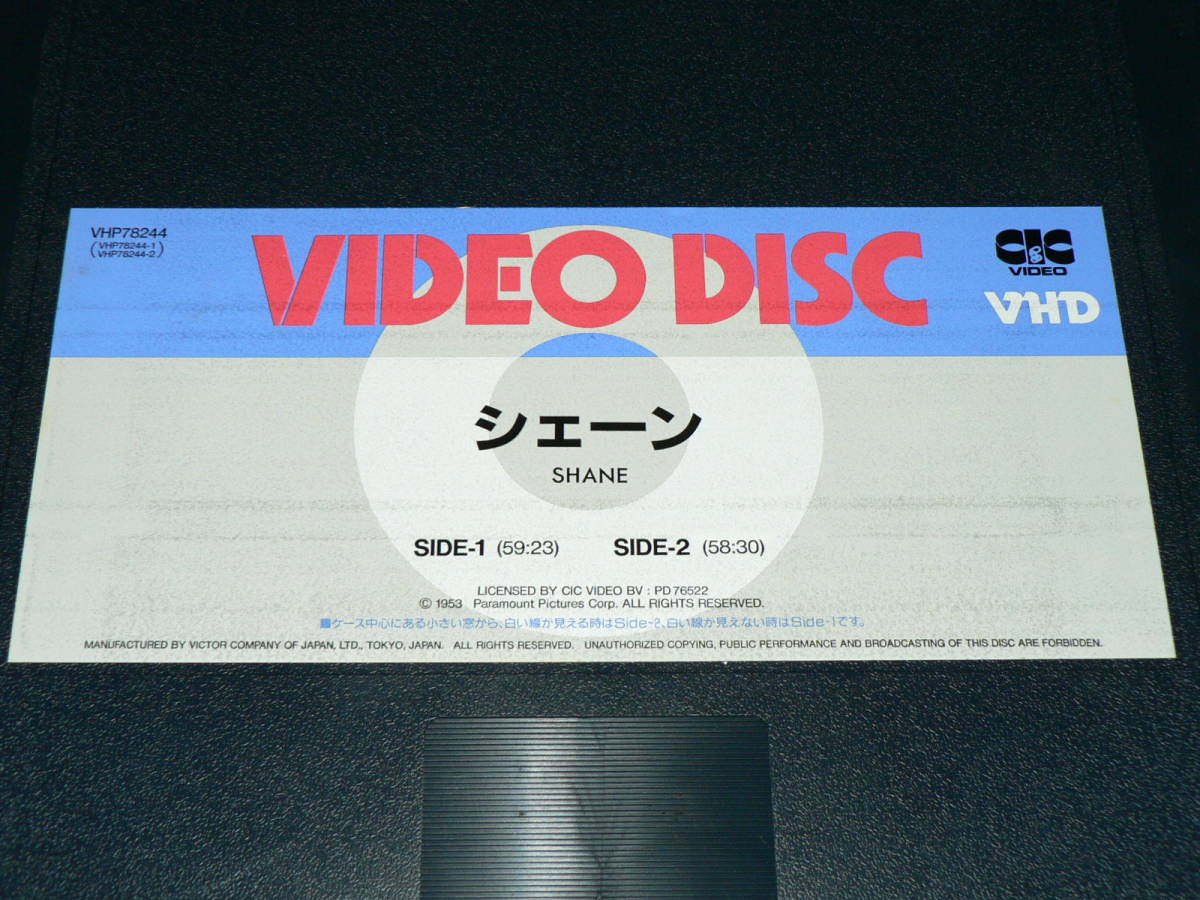 VHP78244
(VHP78244-1)
(VHP78244-2)
VIDEO DISC
CIC
VIDEO
VHD
シェーン
SHANE
SIDE-1 (59:23) SIDE-2 (58:30)
LICENSED BY CIC VIDEO BV : PD 76522
© 1953 Paramount Pictures Corp. ALL RIGHTS RESERVED.
■ケース中心にある小さい窓から、白い線が見える時はSide-2、白い線が見えない時はSide-1です。
MANUFACTURED BY VICTOR COMPANY OF JAPAN, LTD., TOKYO, JAPAN. ALL RIGHTS RESERVED. UNAUTHORIZED COPYING, PUBLIC PERFORMANCE AND BROADCASTING OF THIS DISC ARE FORBIDDEN.